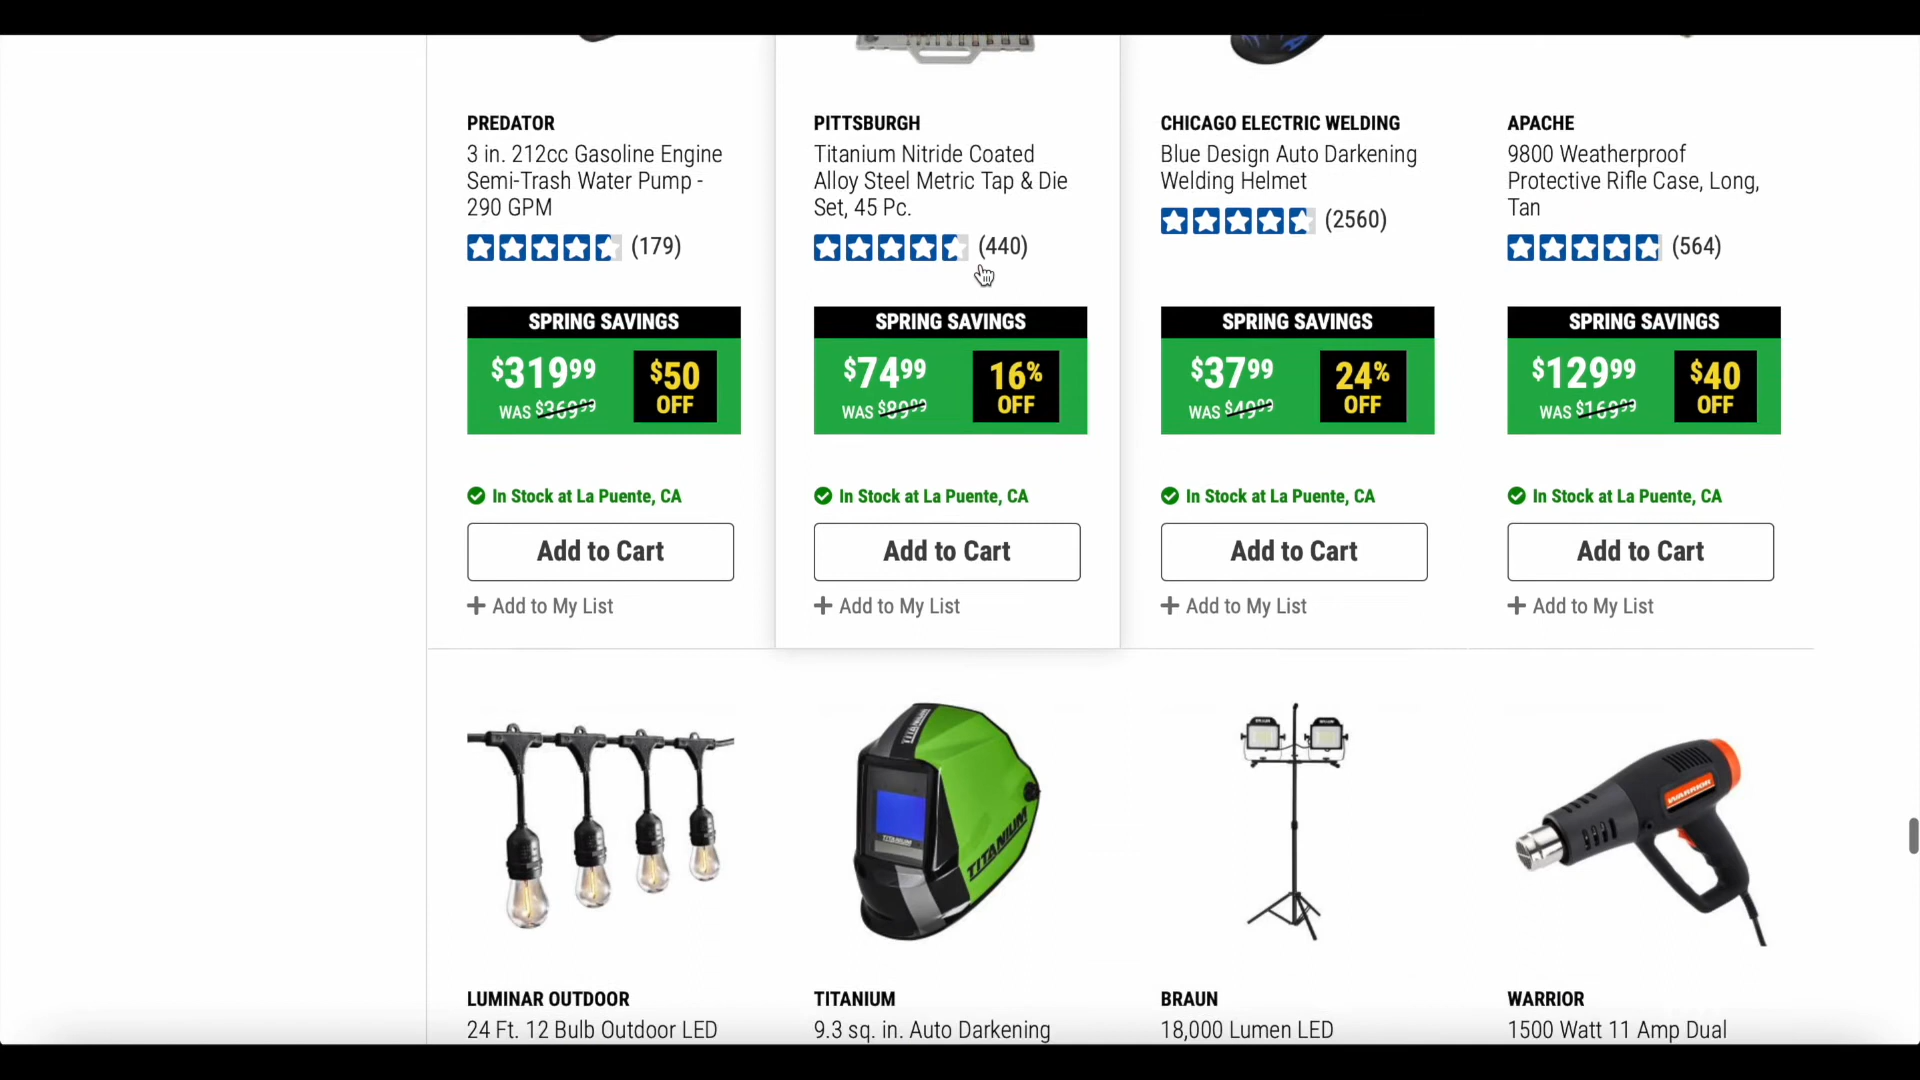 PREDATOR
3 in. 212cc Gasoline Engine
Semi-Trash Water Pump -
290 GPM
(179)
SPRING SAVINGS
$319.99
WAS $369.99
$50
OFF
In Stock at La Puente, CA
Add to Cart
Add to My List
PITTSBURGH
Titanium Nitride Coated
Alloy Steel Metric Tap & Die
Set, 45 Pc.
(440)
SPRING SAVINGS
$74.99
WAS $89.99
16%
OFF
In Stock at La Puente, CA
Add to Cart
Add to My List
CHICAGO ELECTRIC WELDING
Blue Design Auto Darkening
Welding Helmet
(2560)
SPRING SAVINGS
$37.99
WAS $49.99
24%
OFF
In Stock at La Puente, CA
Add to Cart
Add to My List
APACHE
9800 Weatherproof
Protective Rifle Case, Long,
Tan
(564)
SPRING SAVINGS
$129.99
WAS $169.99
$40
OFF
In Stock at La Puente, CA
Add to Cart
Add to My List
LUMINAR OUTDOOR
24 Ft. 12 Bulb Outdoor LED
TITANIUM
TITANIUM
TITANIUM
TITANIUM
9.3 sq. in. Auto Darkening
BRAUN
18,000 Lumen LED
WARRIOR
WARRIOR
1500 Watt 11 Amp Dual